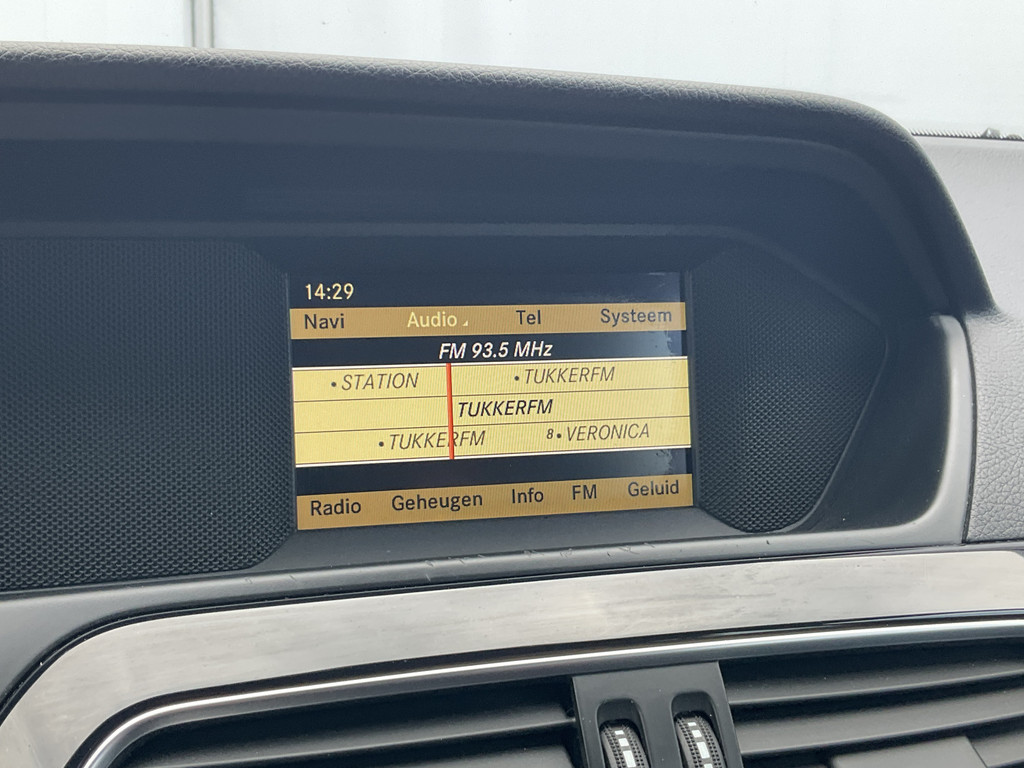 14:29
Navi Audio Tel Systeem
FM 93.5 MHz
•STATION •TUKKERFM
TUKKERFM
•TUKKERFM 8•VERONICA
Radio Geheugen Info FM Geluid